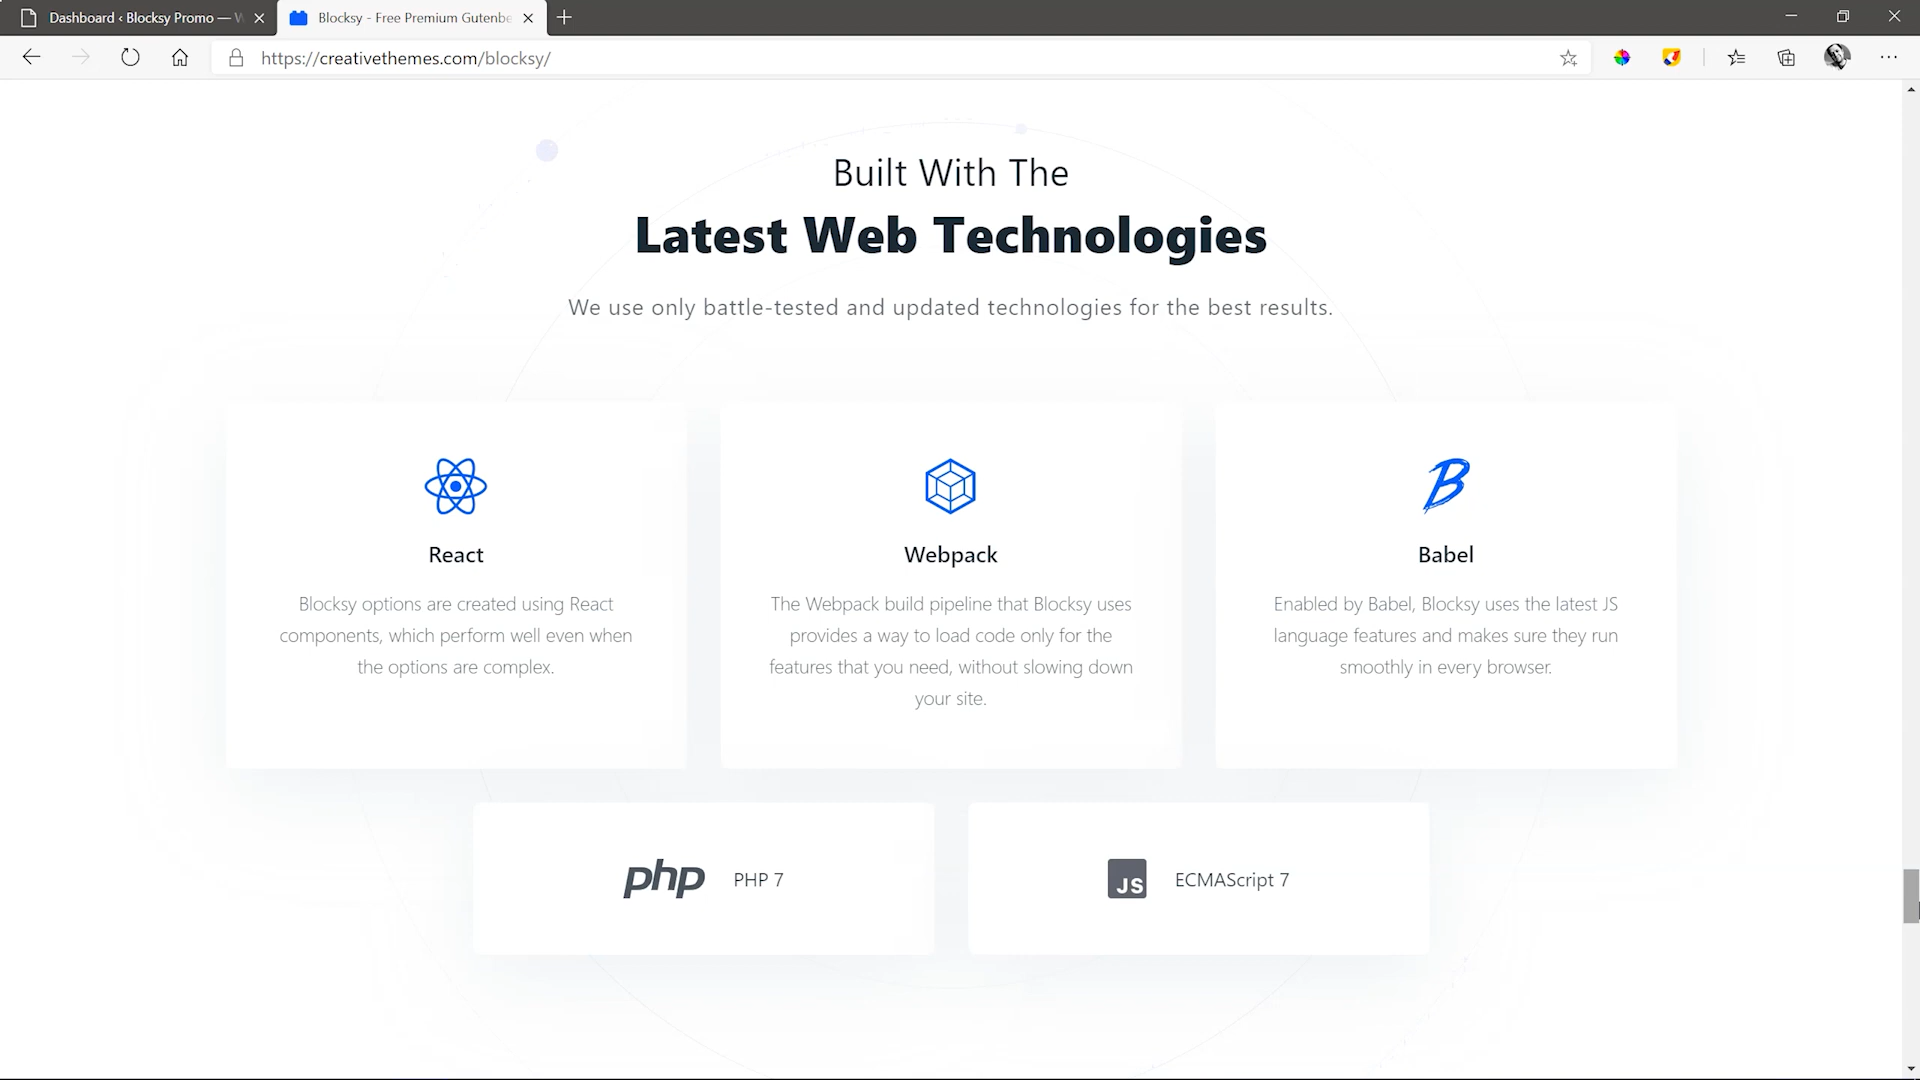 Dashboard ‹ Blocksy Promo — W
Blocksy - Free Premium Gutenbe
https://creativethemes.com/blocksy/
Built With The
Latest Web Technologies
We use only battle-tested and updated technologies for the best results.
React
Blocksy options are created using React
components, which perform well even when
the options are complex.
Webpack
The Webpack build pipeline that Blocksy uses
provides a way to load code only for the
features that you need, without slowing down
your site.
Babel
Enabled by Babel, Blocksy uses the latest JS
language features and makes sure they run
smoothly in every browser.
php PHP 7
JS ECMAScript 7